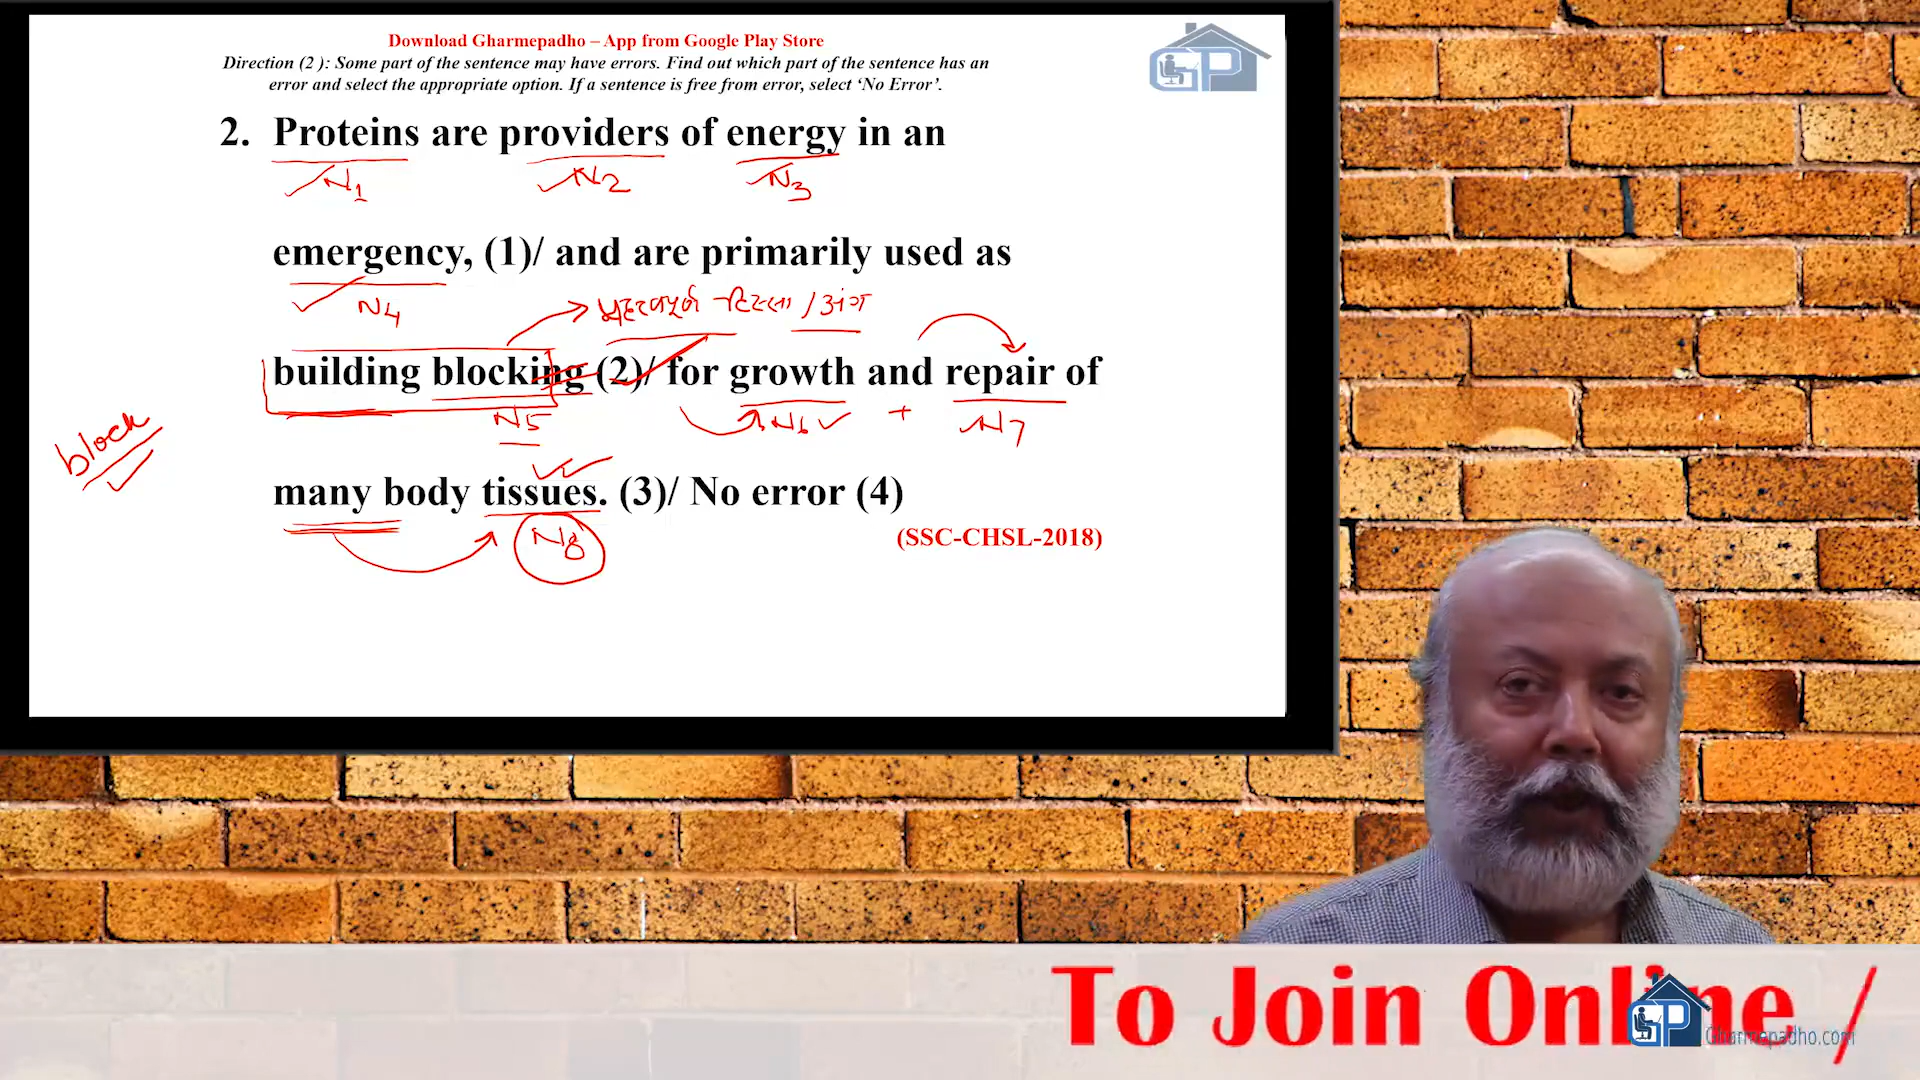 Download Gharmepadho – App from Google Play Store
Direction (2 ): Some part of the sentence may have errors. Find out which part of the sentence has an
error and select the appropriate option. If a sentence is free from error, select ‘No Error’.
GP
2. Proteins are providers of energy in an
N1 N2 N3
emergency, (1)/ and are primarily used as
N4 महत्वपूर्ण हिस्सा / अंग
building blocking (2)/ for growth and repair of
N5 N6 + N7
block
many body tissues. (3)/ No error (4)
N8
(SSC-CHSL-2018)
To Join Online /
GP Gharmepadho.com